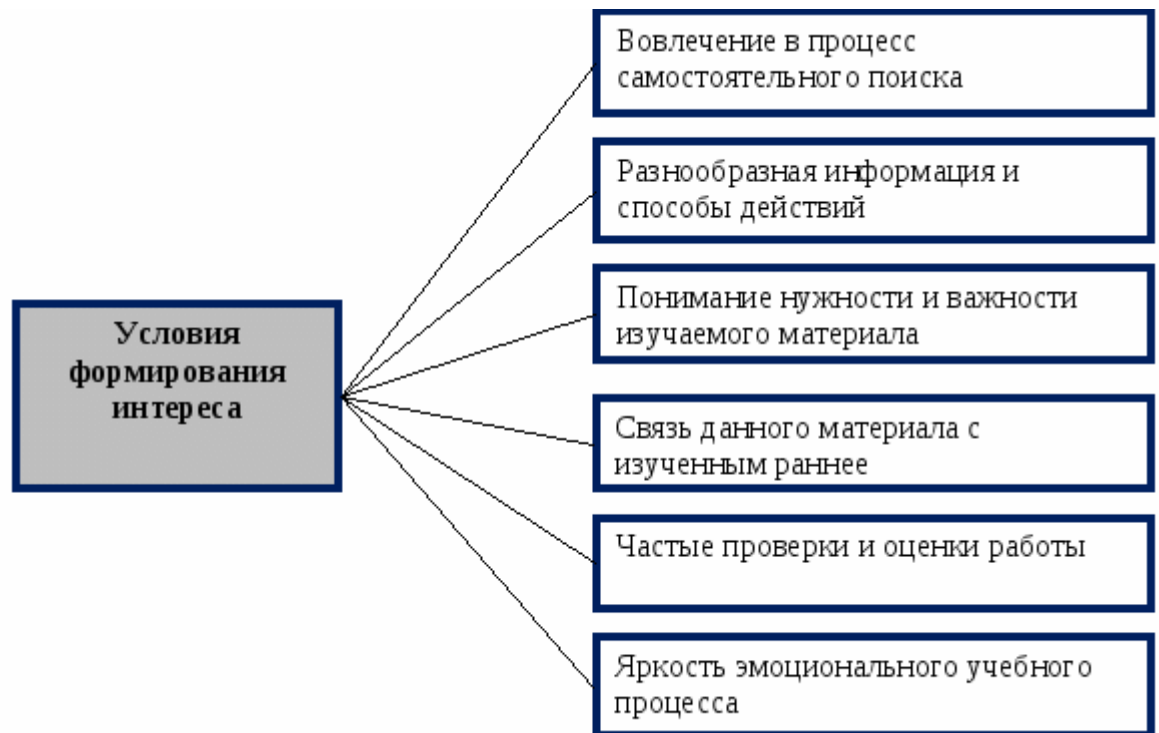 Условия
формирования
интереса
Вовлечение в процесс
самостоятельного поиска
Разнообразная информация и
способы действий
Понимание нужности и важности
изучаемого материала
Связь данного материала с
изученным раннее
Частые проверки и оценки работы
Яркость эмоционального учебного
процесса